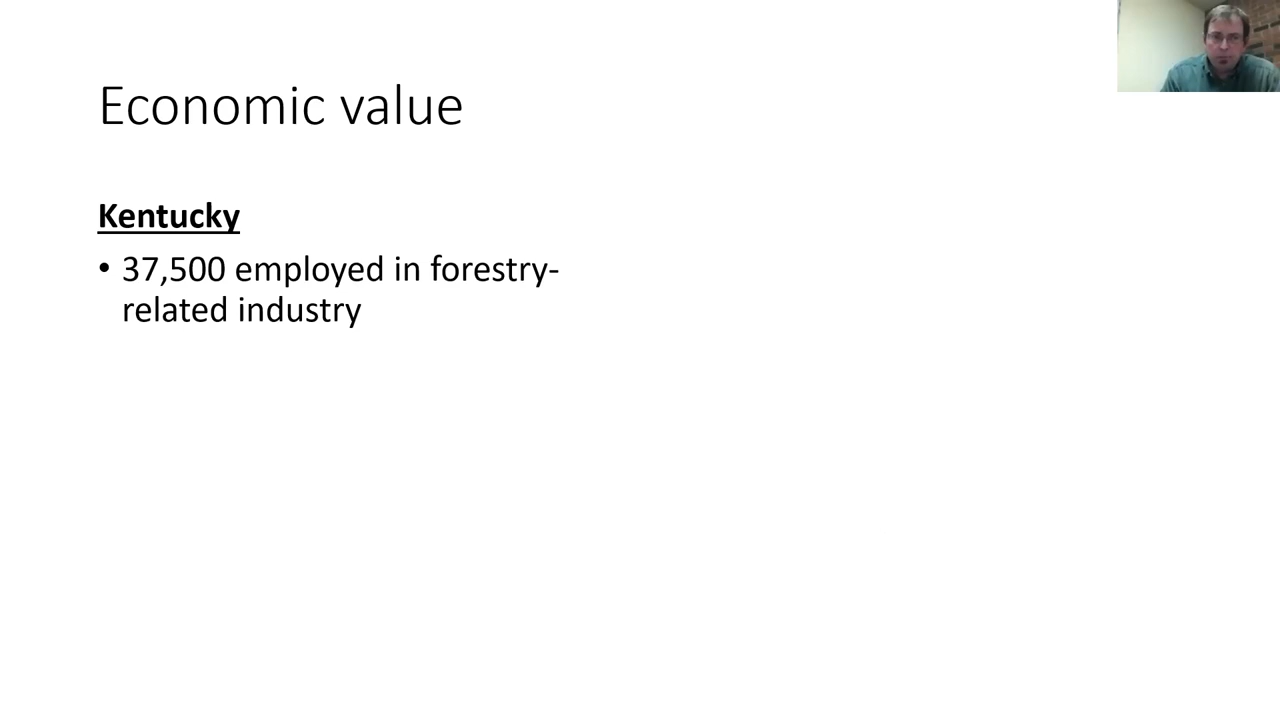 Economic value
Kentucky
• 37,500 employed in forestry-
related industry